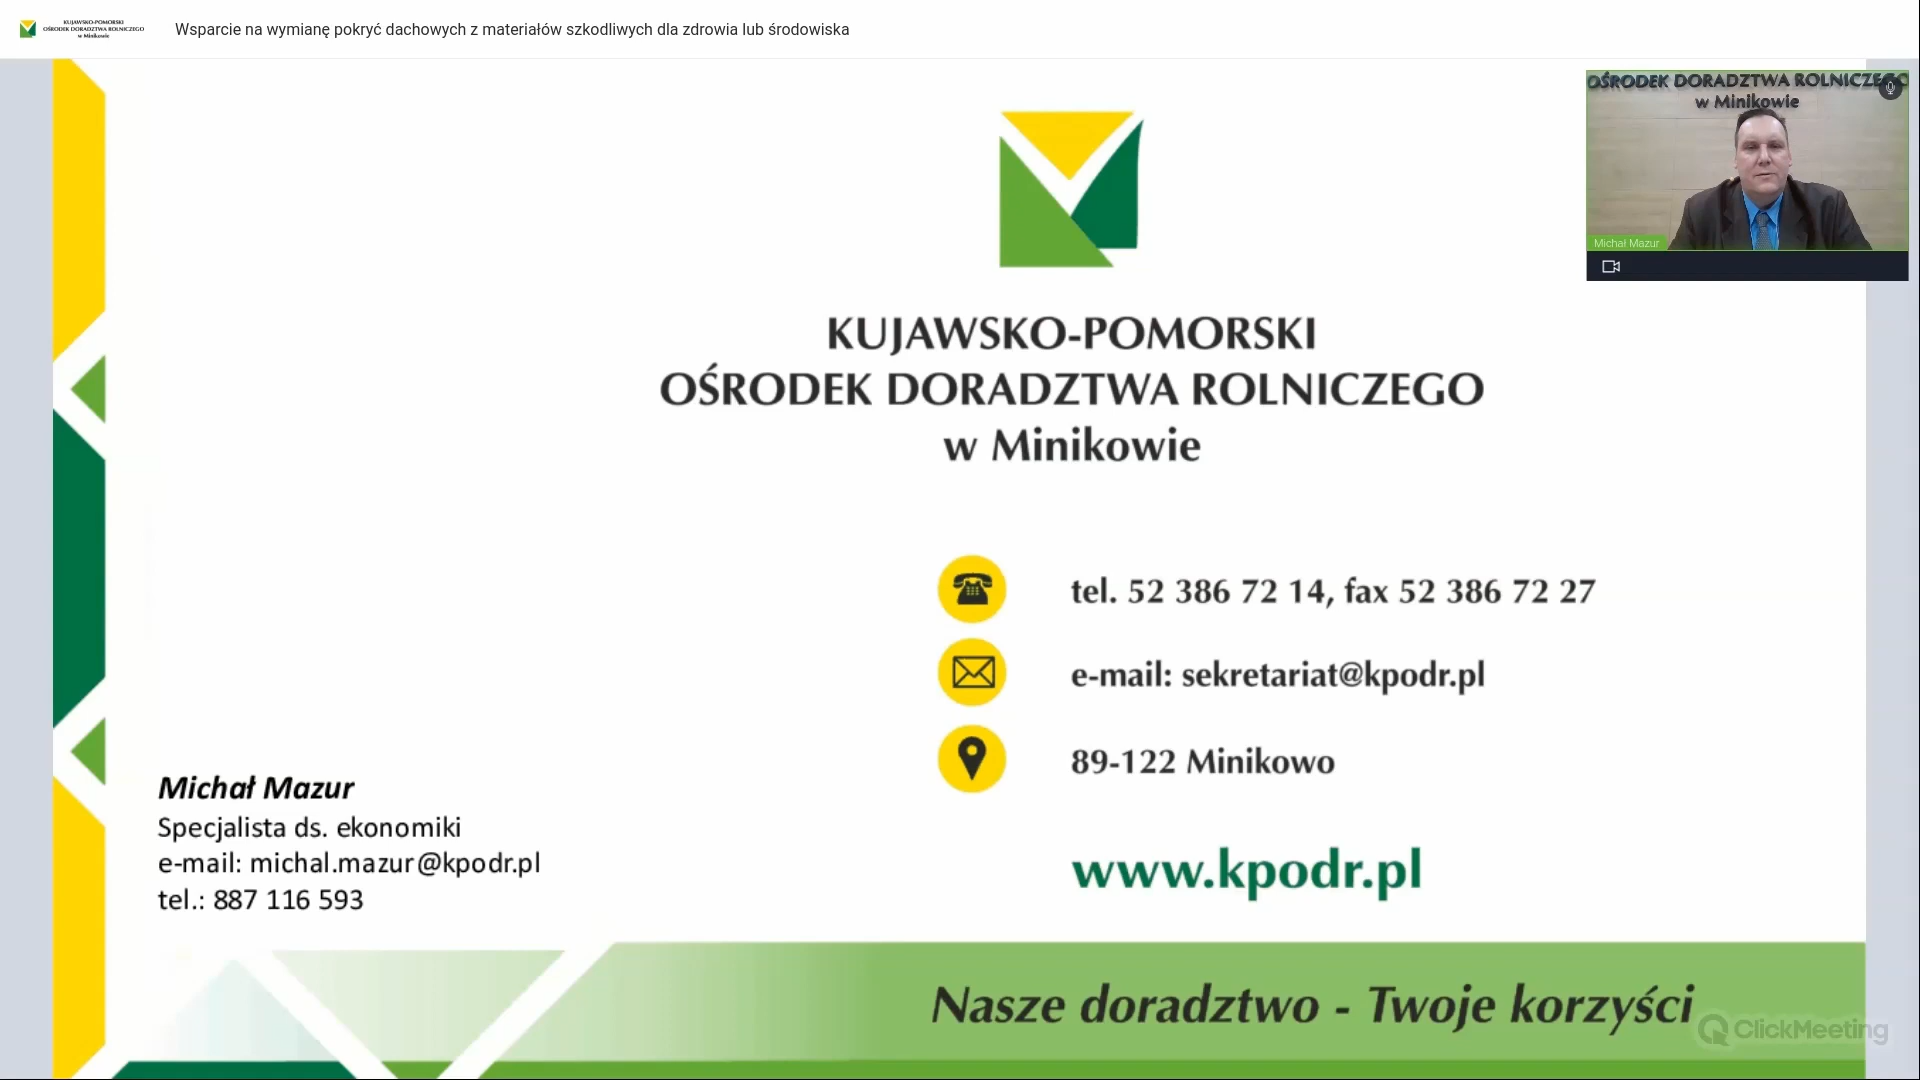 KUJAWSKO-POMORSKI
OŚRODEK DORADZTWA ROLNICZEGO
w Minikowie
Wsparcie na wymianę pokryć dachowych z materiałów szkodliwych dla zdrowia lub środowiska
OŚRODEK DORADZTWA ROLNICZEGO
w Minikowie
Michał Mazur
KUJAWSKO-POMORSKI
OŚRODEK DORADZTWA ROLNICZEGO
w Minikowie
tel. 52 386 72 14, fax 52 386 72 27
e-mail: sekretariat@kpodr.pl
89-122 Minikowo
www.kpodr.pl
Michał Mazur
Specjalista ds. ekonomiki
e-mail: michal.mazur@kpodr.pl
tel.: 887 116 593
Nasze doradztwo - Twoje korzyści
ClickMeeting